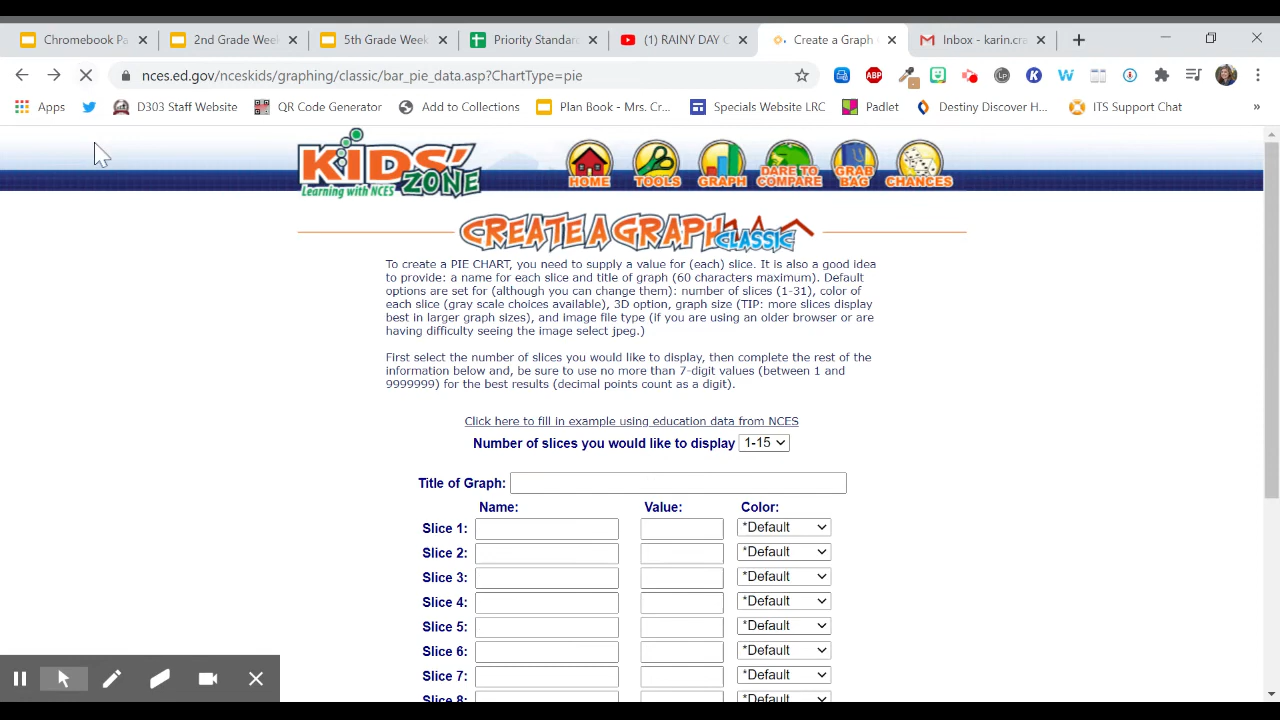 Chromebook Pa
2nd Grade Week
5th Grade Week
Priority Standard
(1) RAINY DAY C
Create a Graph
Inbox - karin.cra
ncesed.gov/nceskids/graphing/classic/bar_pie_data.asp?ChartType=pie
ABP
Lp
K
W
Apps
D303 Staff Website
QR Code Generator
Add to Collections
Plan Book - Mrs. Cr...
Specials Website LRC
Padlet
Destiny Discover H...
ITS Support Chat
»
KIDS' ZONE
Learning with NCES
HOME
TOOLS
GRAPH
DARE TO COMPARE
GRAB BAG
CHANCES
CREATE A GRAPH CLASSIC
To create a PIE CHART, you need to supply a value for (each) slice. It is also a good idea
to provide: a name for each slice and title of graph (60 characters maximum). Default
options are set for (although you can change them): number of slices (1-31), color of
each slice (gray scale choices available), 3D option, graph size (TIP: more slices display
best in larger graph sizes), and image file type (if you are using an older browser or are
having difficulty seeing the image select jpeg.)
First select the number of slices you would like to display, then complete the rest of the
information below and, be sure to use no more than 7-digit values (between 1 and
9999999) for the best results (decimal points count as a digit).
Click here to fill in example using education data from NCES
Number of slices you would like to display 1-15
Title of Graph:
Name: Value: Color:
Slice 1: *Default
Slice 2: *Default
Slice 3: *Default
Slice 4: *Default
Slice 5: *Default
Slice 6: *Default
Slice 7: *Default
Slice 8: *Default